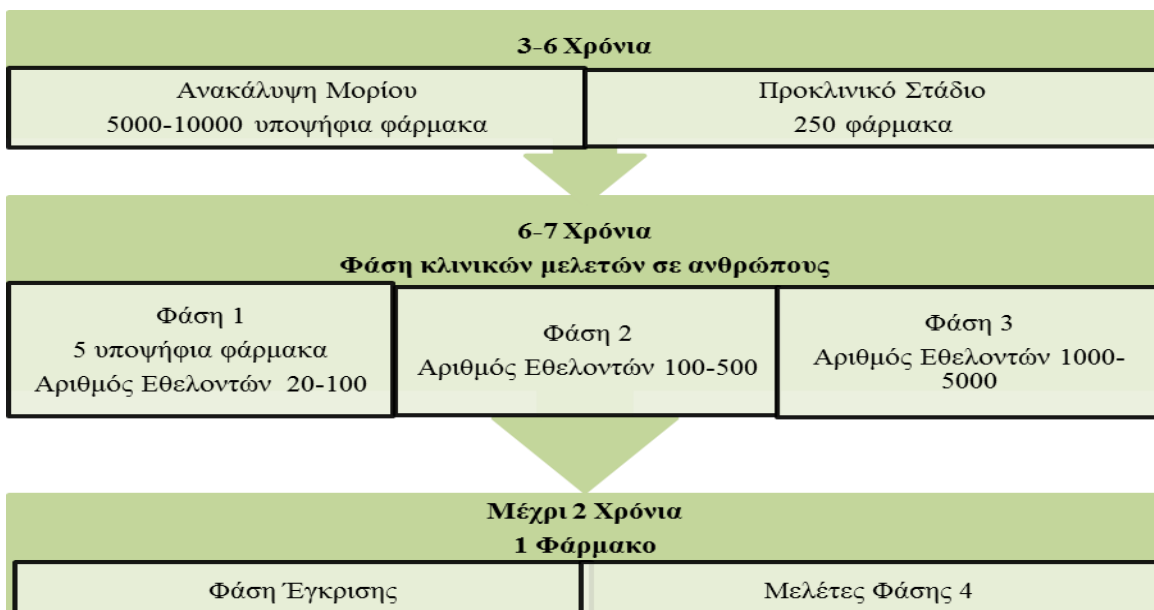 3-6 Χρόνια
Ανακάλυψη Μορίου
5000-10000 υποψήφια φάρμακα
Προκλινικό Στάδιο
250 φάρμακα
6-7 Χρόνια
Φάση κλινικών μελετών σε ανθρώπους
Φάση 1
5 υποψήφια φάρμακα
Αριθμός Εθελοντών 20-100
Φάση 2
Αριθμός Εθελοντών 100-500
Φάση 3
Αριθμός Εθελοντών 1000-
5000
Μέχρι 2 Χρόνια
1 Φάρμακο
Φάση Έγκρισης
Μελέτες Φάσης 4